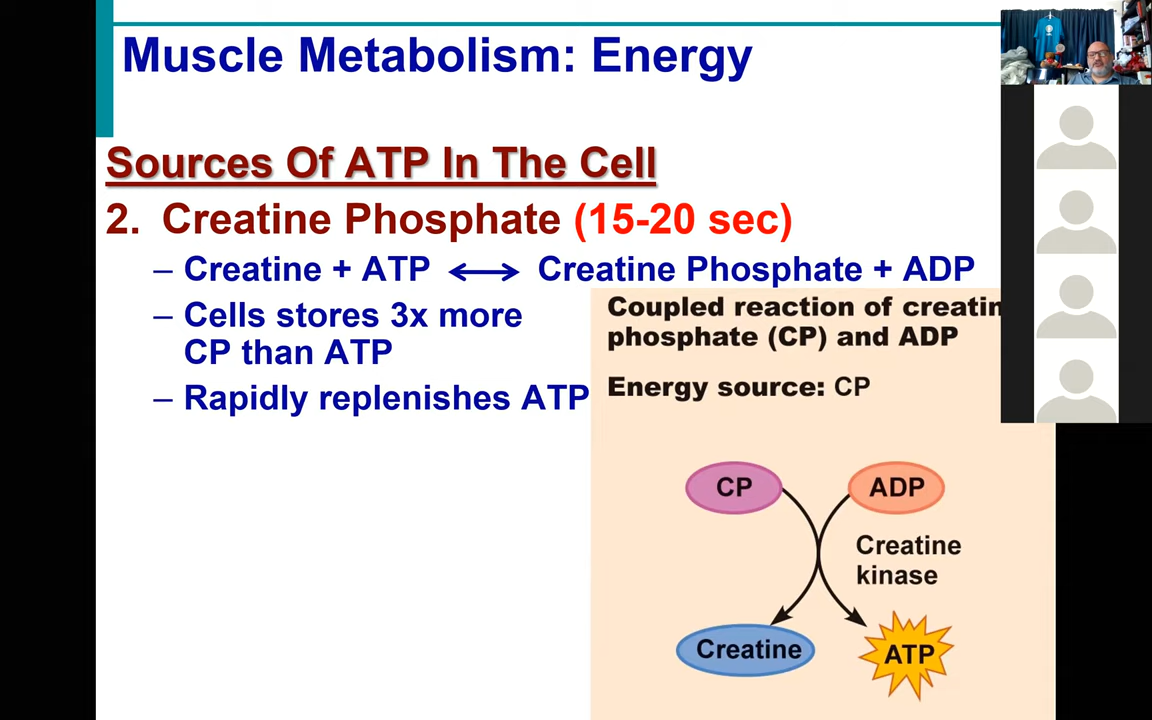 Muscle Metabolism: Energy
Sources Of ATP In The Cell
2. Creatine Phosphate (15-20 sec)
– Creatine + ATP ⟷ Creatine Phosphate + ADP
– Cells stores 3x more
CP than ATP
– Rapidly replenishes ATP
Coupled reaction of creatin
phosphate (CP) and ADP
Energy source: CP
CP
ADP
Creatine
kinase
Creatine
ATP